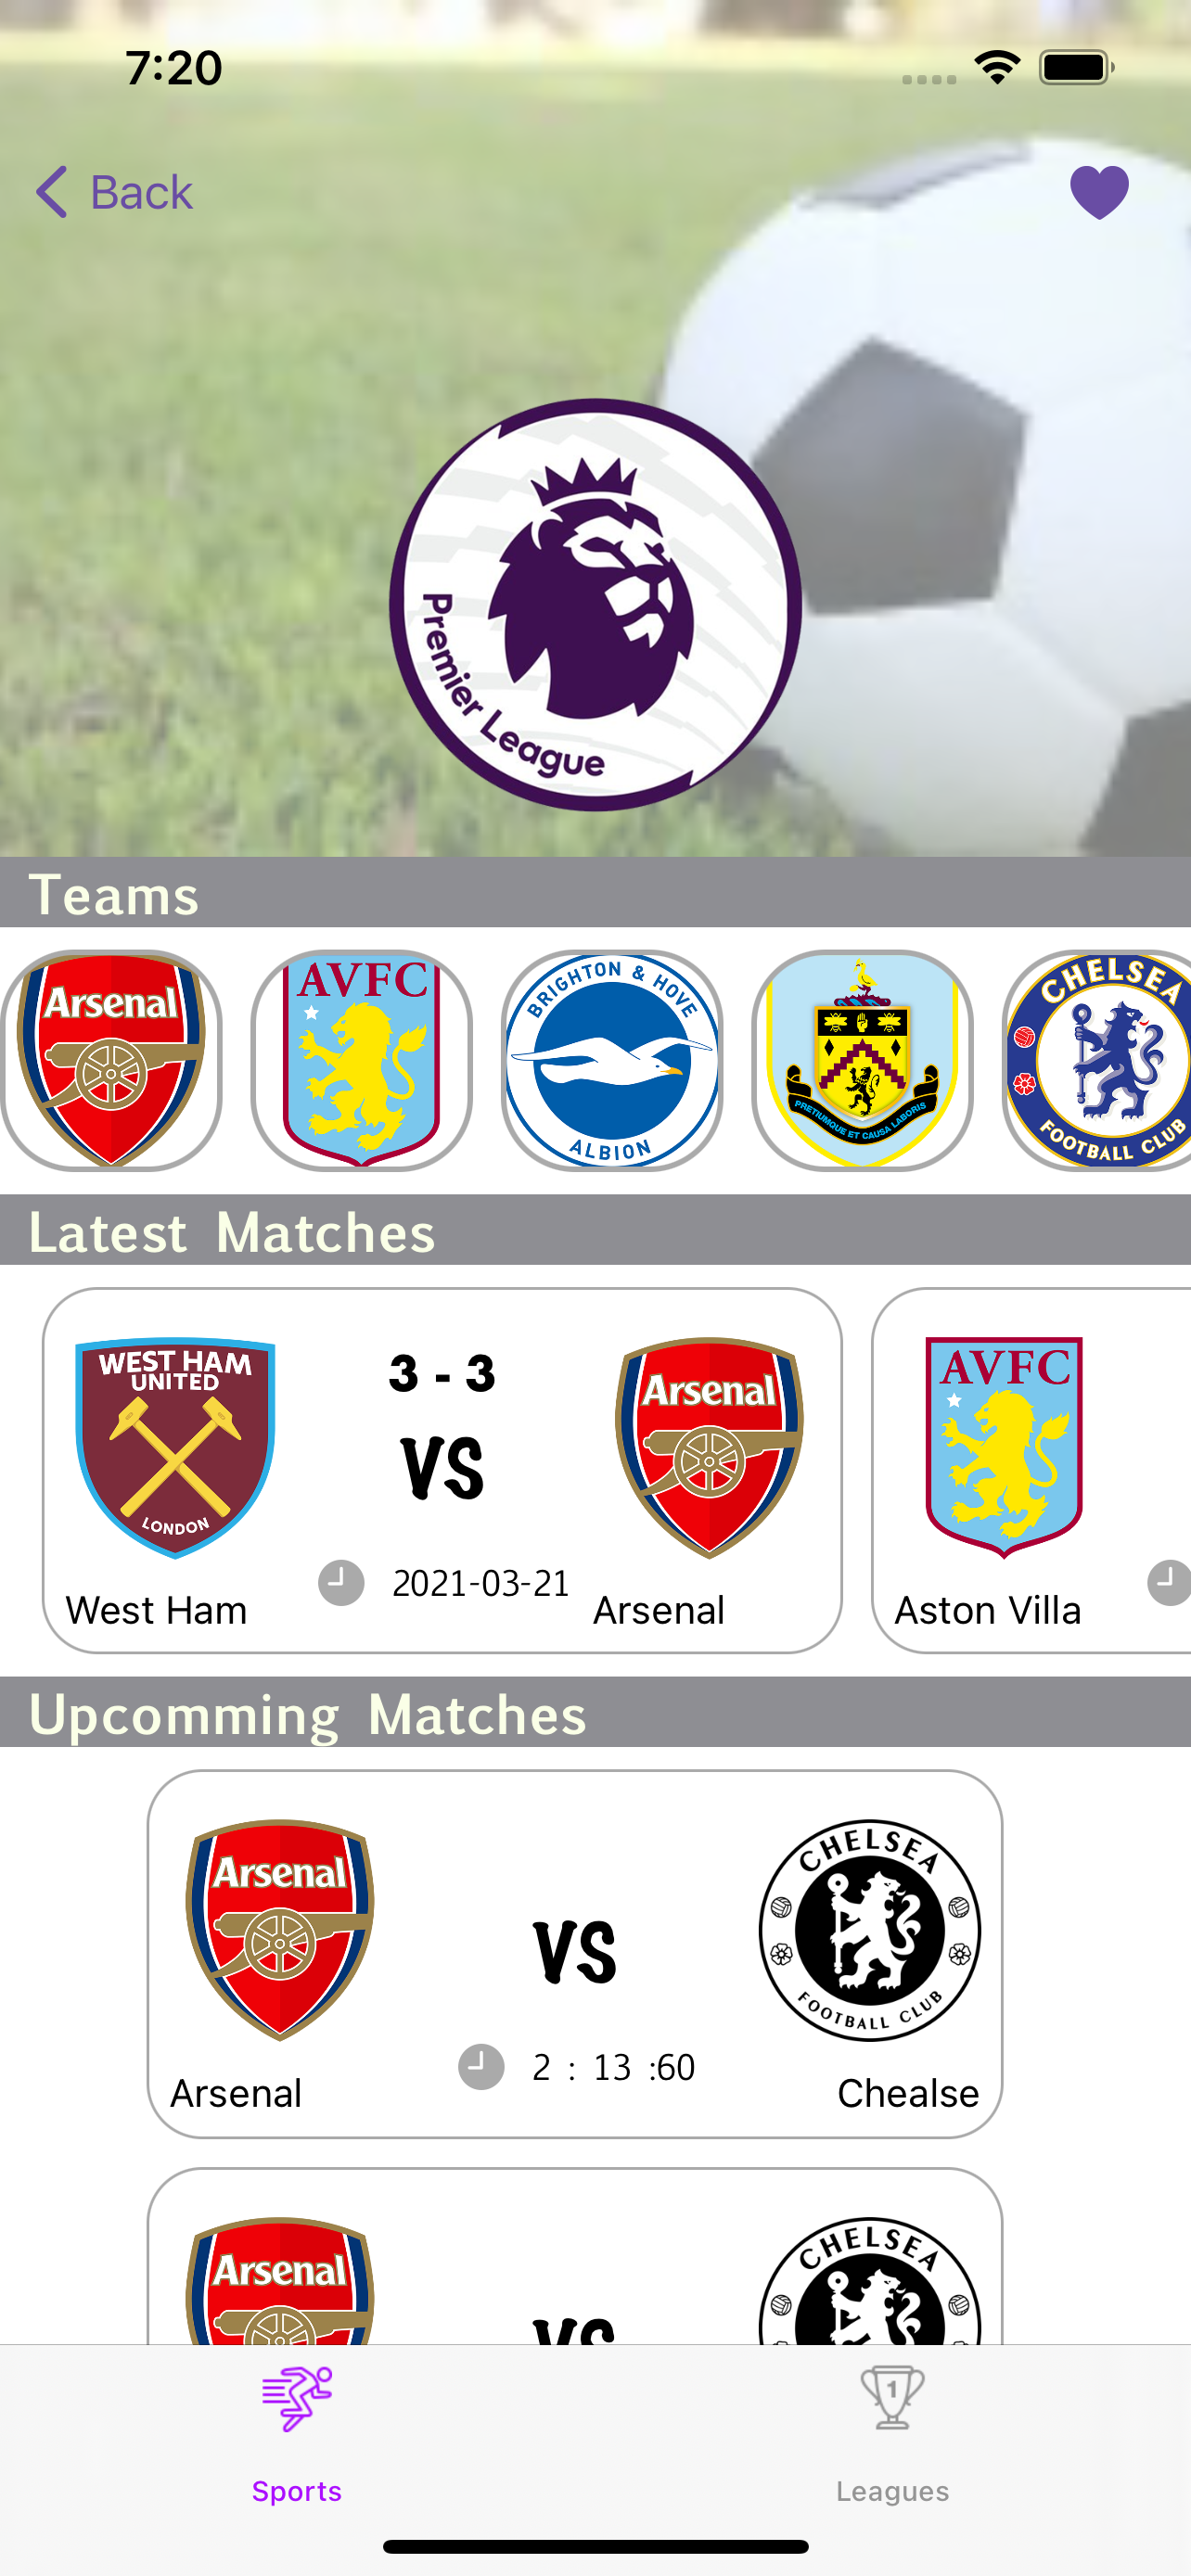 7:20
Back
Premier League
Teams
Arsenal
AVFC
BRIGHTON & HOVE
ALBION
PRETIUMQUE ET CAUSA LABORIS
CHELSEA
FOOTBALL CLUB
Latest Matches
WEST HAM
UNITED
LONDON
3 - 3
VS
2021-03-21
West Ham
Arsenal
Arsenal
AVFC
Aston Villa
Upcomming Matches
Arsenal
VS
CHELSEA
FOOTBALL CLUB
2 : 13 :60
Arsenal
Chealse
Arsenal
VS
CHELSEA
1
Sports
Leagues